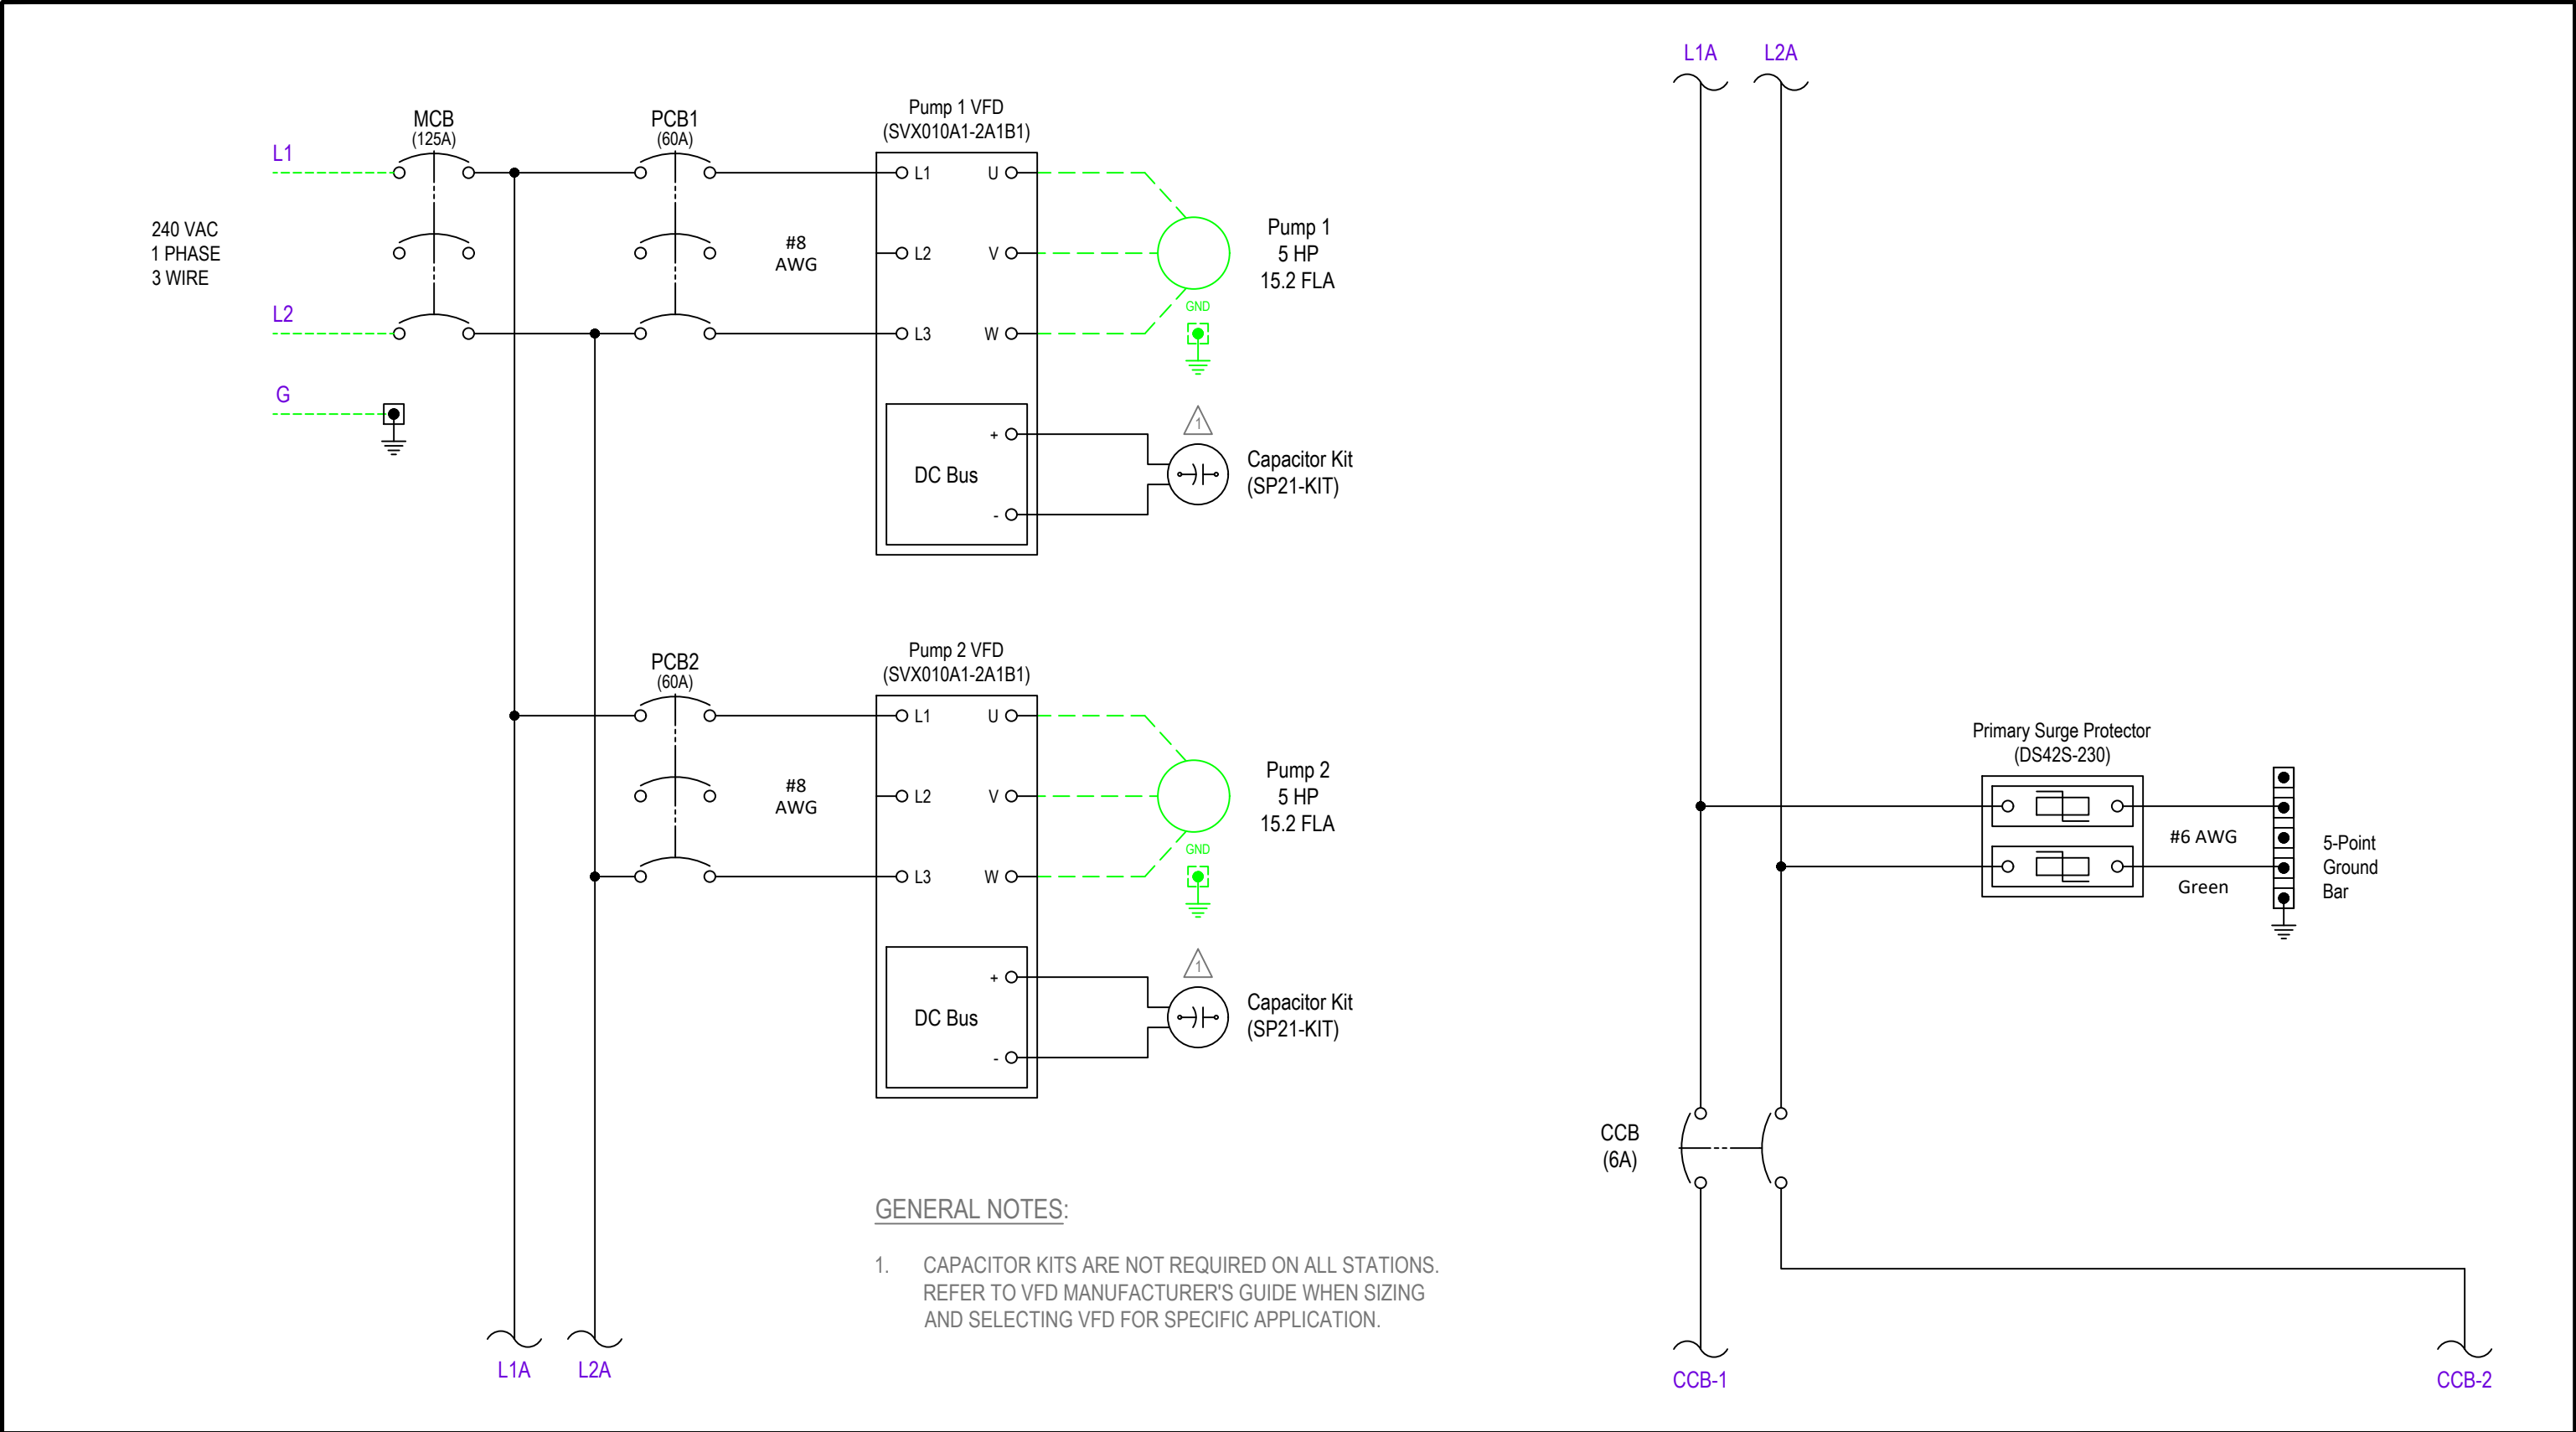 MCB
(125A)
L1
240 VAC
1 PHASE
3 WIRE
L2
G
PCB1
(60A)
#8
AWG
Pump 1 VFD
(SVX010A1-2A1B1)
L1
U
L2
V
L3
W
DC Bus
+
-
Pump 1
5 HP
15.2 FLA
GND
1
Capacitor Kit
(SP21-KIT)
PCB2
(60A)
#8
AWG
Pump 2 VFD
(SVX010A1-2A1B1)
L1
U
L2
V
L3
W
DC Bus
+
-
Pump 2
5 HP
15.2 FLA
GND
1
Capacitor Kit
(SP21-KIT)
GENERAL NOTES:
1. CAPACITOR KITS ARE NOT REQUIRED ON ALL STATIONS.
REFER TO VFD MANUFACTURER'S GUIDE WHEN SIZING
AND SELECTING VFD FOR SPECIFIC APPLICATION.
L1A
L2A
L1A
L2A
Primary Surge Protector
(DS42S-230)
#6 AWG
Green
5-Point
Ground
Bar
CCB
(6A)
CCB-1
CCB-2